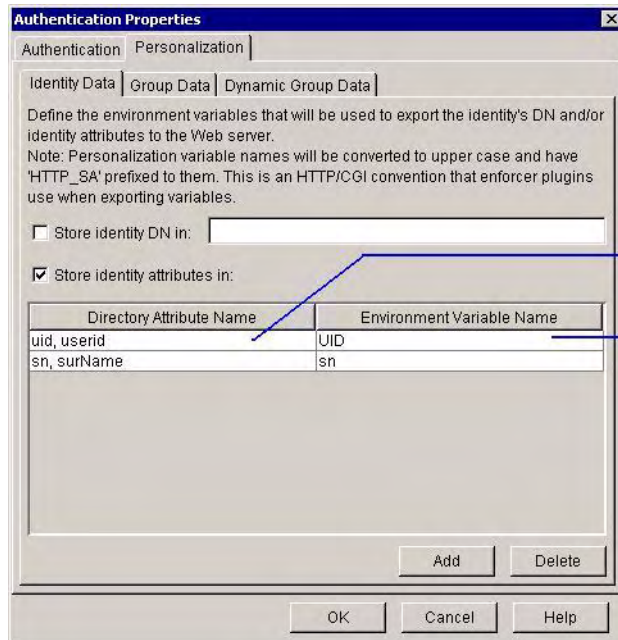 Authentication Properties
Authentication Personalization
Identity Data Group Data Dynamic Group Data
Define the environment variables that will be used to export the identity's DN and/or
identity attributes to the Web server.
Note: Personalization variable names will be converted to upper case and have
'HTTP_SA' prefixed to them. This is an HTTP/CGI convention that enforcer plugins
use when exporting variables.
Store identity DN in:
Store identity attributes in:
Directory Attribute Name Environment Variable Name
uid, userid UID
sn, surName sn
Add Delete
OK Cancel Help